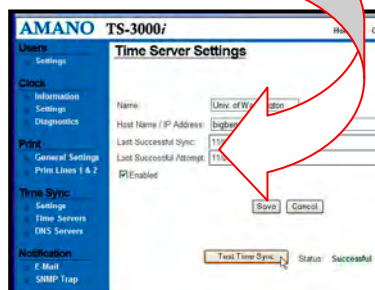 AMANO TS-3000i
Users
Settings
Clock
Information
Settings
Diagnostics
Print
General Settings
Print Lines 1 & 2
Time Sync
Settings
Time Servers
DNS Servers
Notification
E-Mail
SNMP Trap
Time Server Settings
Name:
Univ. of
Host Name / IP Address:
Last Successful Sync:
Last Successful Attempt:
Enabled
Save Cancel
Test Time Sync Status: Successful